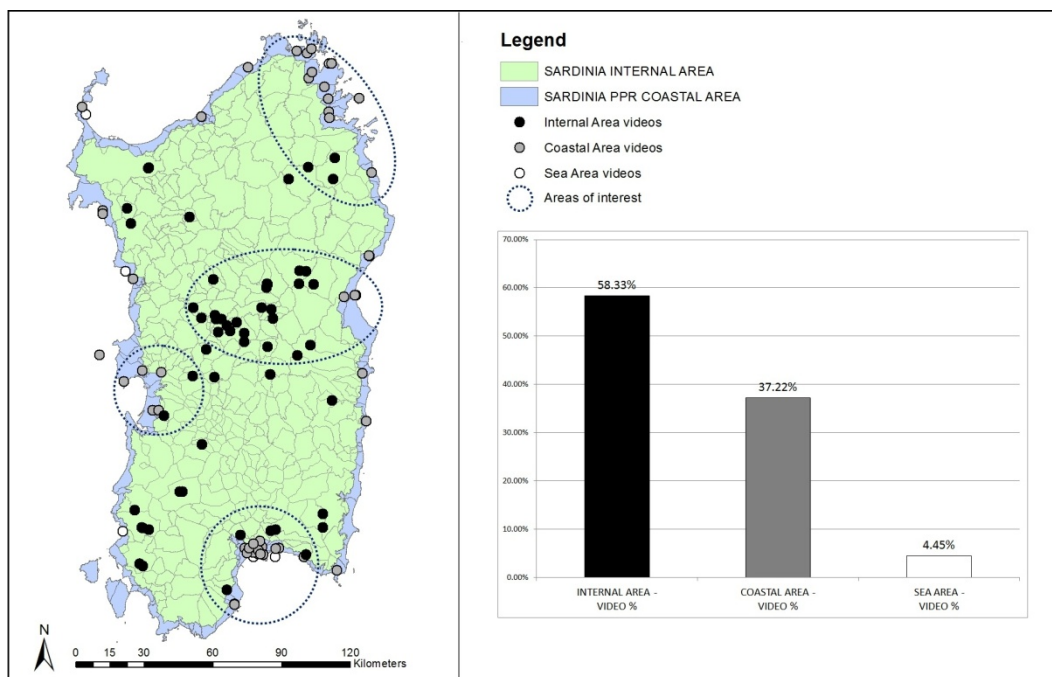 N
0 15 30 60 90 120
Kilometers
Legend
SARDINIA INTERNAL AREA
SARDINIA PPR COASTAL AREA
Internal Area videos
Coastal Area videos
Sea Area videos
Areas of interest
70.00%
60.00%
50.00%
40.00%
30.00%
20.00%
10.00%
0.00%
58.33%
37.22%
4.45%
INTERNAL AREA -
VIDEO %
COASTAL AREA -
VIDEO %
SEA AREA -
VIDEO %